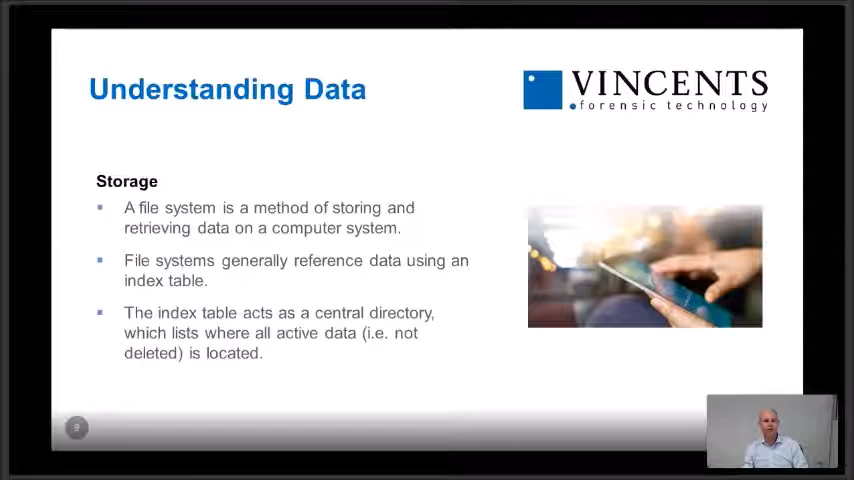 Understanding Data
VINCENTS
forensic technology
Storage
A file system is a method of storing and
retrieving data on a computer system.
File systems generally reference data using an
index table.
The index table acts as a central directory,
which lists where all active data (i.e. not
deleted) is located.
9